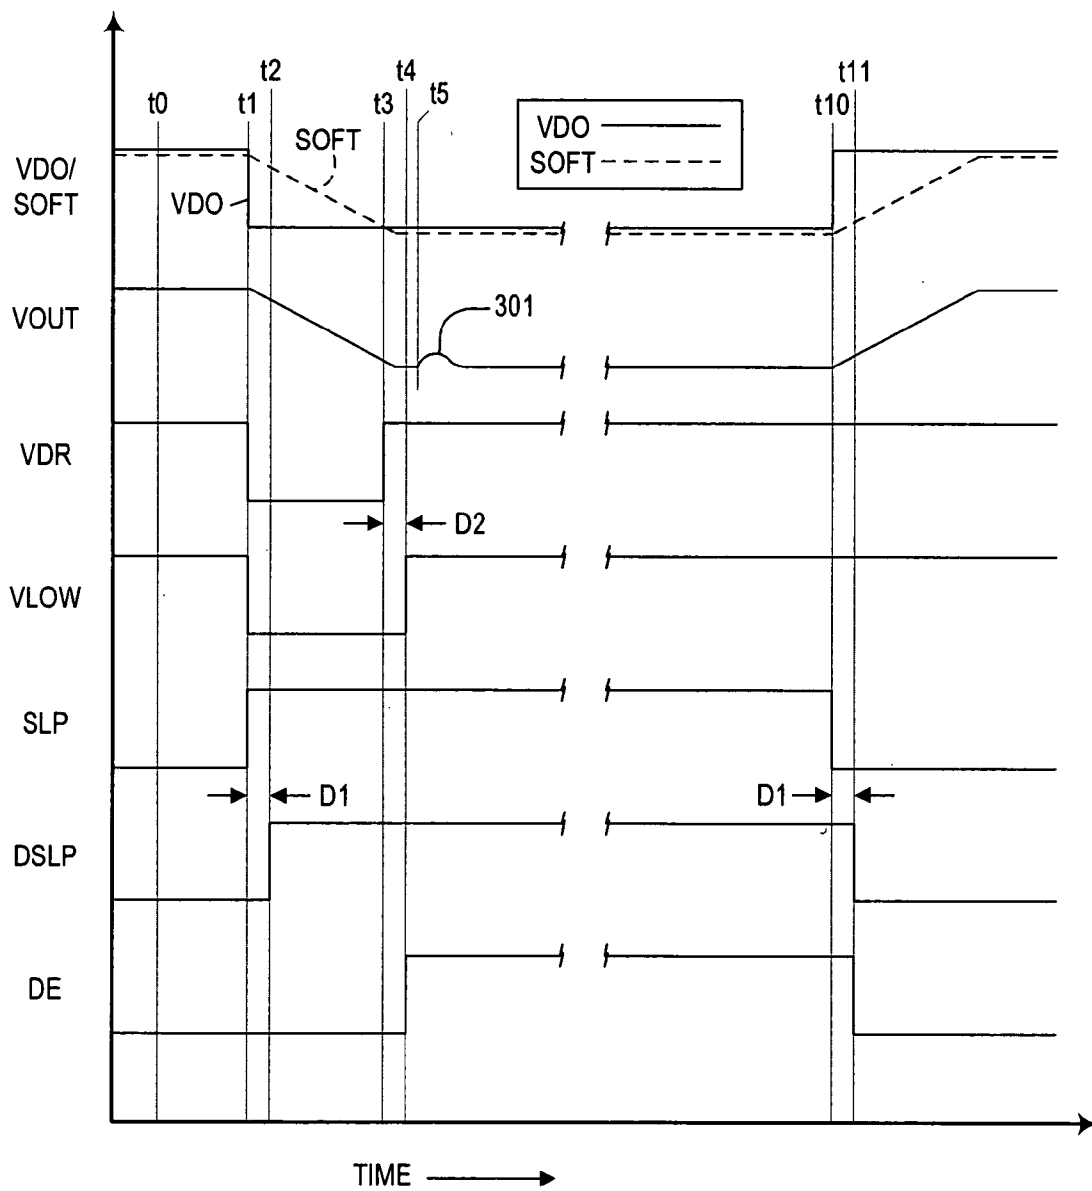 t2
t4
t11
t0
t1
t3
t5
t10
VDO
SOFT
SOFT
VDO/
SOFT
VDO
VOUT
301
VDR
D2
VLOW
SLP
D1
D1
DSLP
DE
TIME